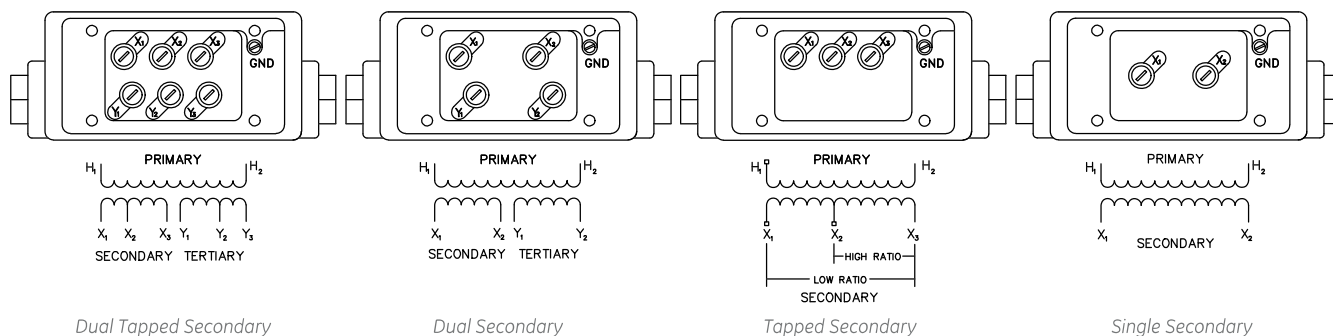 X₁ X₂ X₃
GND
Y₁ Y₂ Y₃
PRIMARY
H₁ H₂
X₁ X₂ X₃ Y₁ Y₂ Y₃
SECONDARY TERTIARY
Dual Tapped Secondary
X₁ X₂
GND
Y₁ Y₂
PRIMARY
H₁ H₂
X₁ X₂ Y₁ Y₂
SECONDARY TERTIARY
Dual Secondary
X₁ X₂ X₃
GND
PRIMARY
H₁ H₂
X₁ X₂ X₃
HIGH RATIO
LOW RATIO
SECONDARY
Tapped Secondary
X₁ X₂
GND
PRIMARY
H₁ H₂
X₁ X₂
SECONDARY
Single Secondary